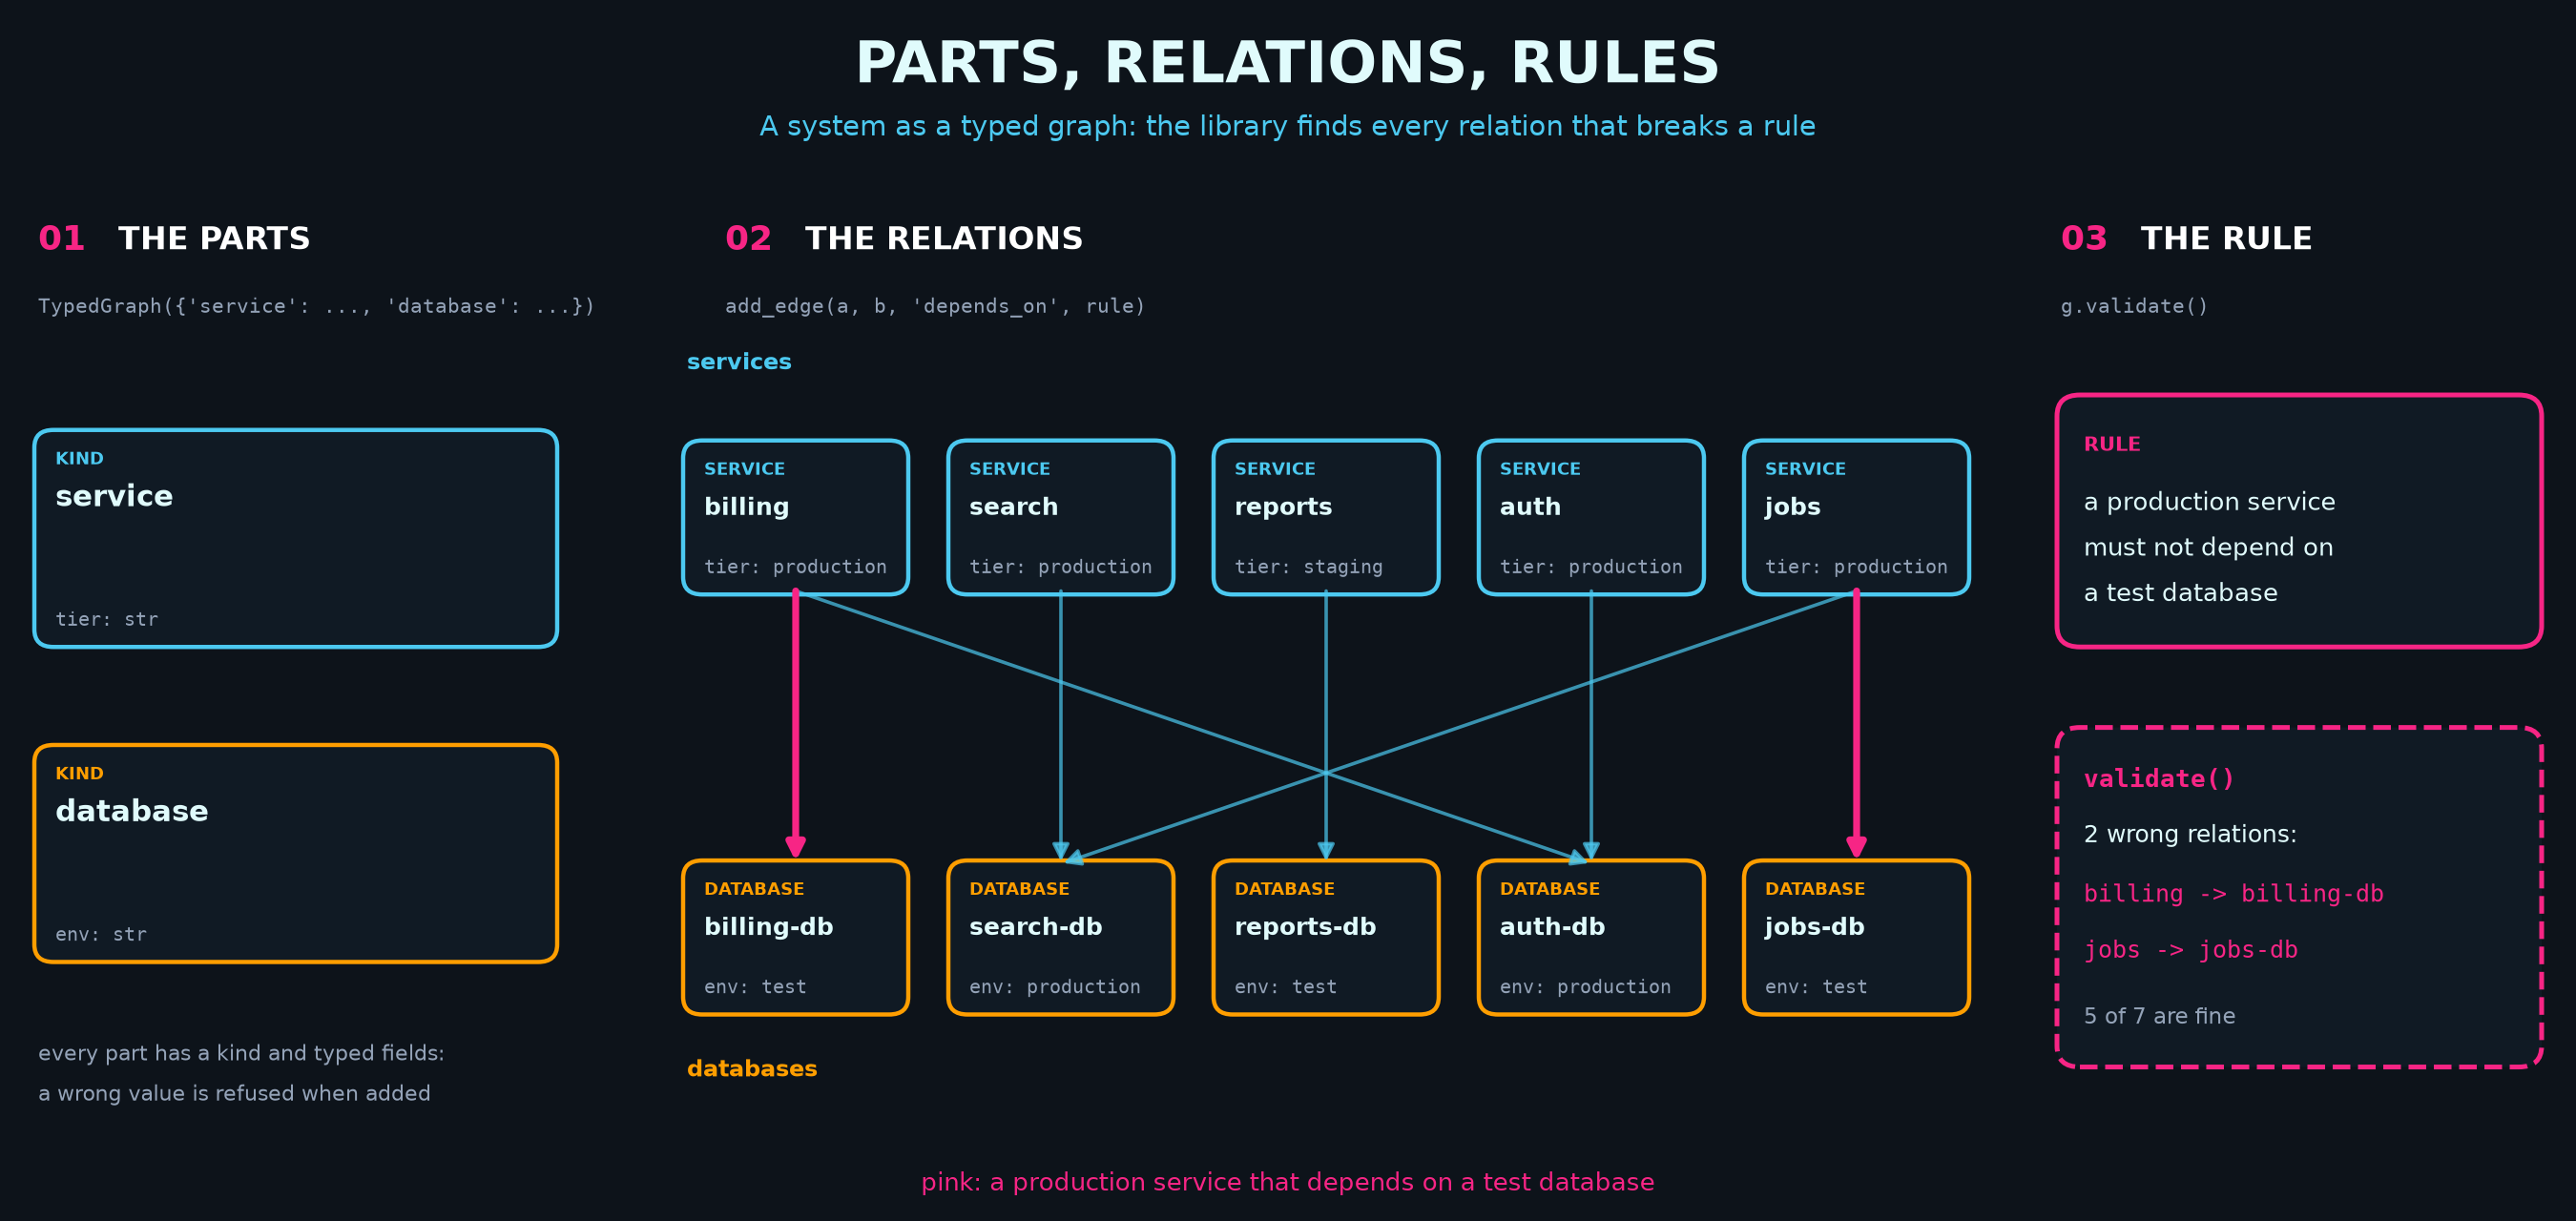 PARTS, RELATIONS, RULES
A system as a typed graph: the library finds every relation that breaks a rule
01 THE PARTS
TypedGraph({'service': ..., 'database': ...})
KIND
service
tier: str
KIND
database
env: str
every part has a kind and typed fields:
a wrong value is refused when added
02 THE RELATIONS
add_edge(a, b, 'depends_on', rule)
services
SERVICE
billing
tier: production
SERVICE
search
tier: production
SERVICE
reports
tier: staging
SERVICE
auth
tier: production
SERVICE
jobs
tier: production
DATABASE
billing-db
env: test
DATABASE
search-db
env: production
DATABASE
reports-db
env: test
DATABASE
auth-db
env: production
DATABASE
jobs-db
env: test
databases
03 THE RULE
g.validate()
RULE
a production service
must not depend on
a test database
validate()
2 wrong relations:
billing -> billing-db
jobs -> jobs-db
5 of 7 are fine
pink: a production service that depends on a test database